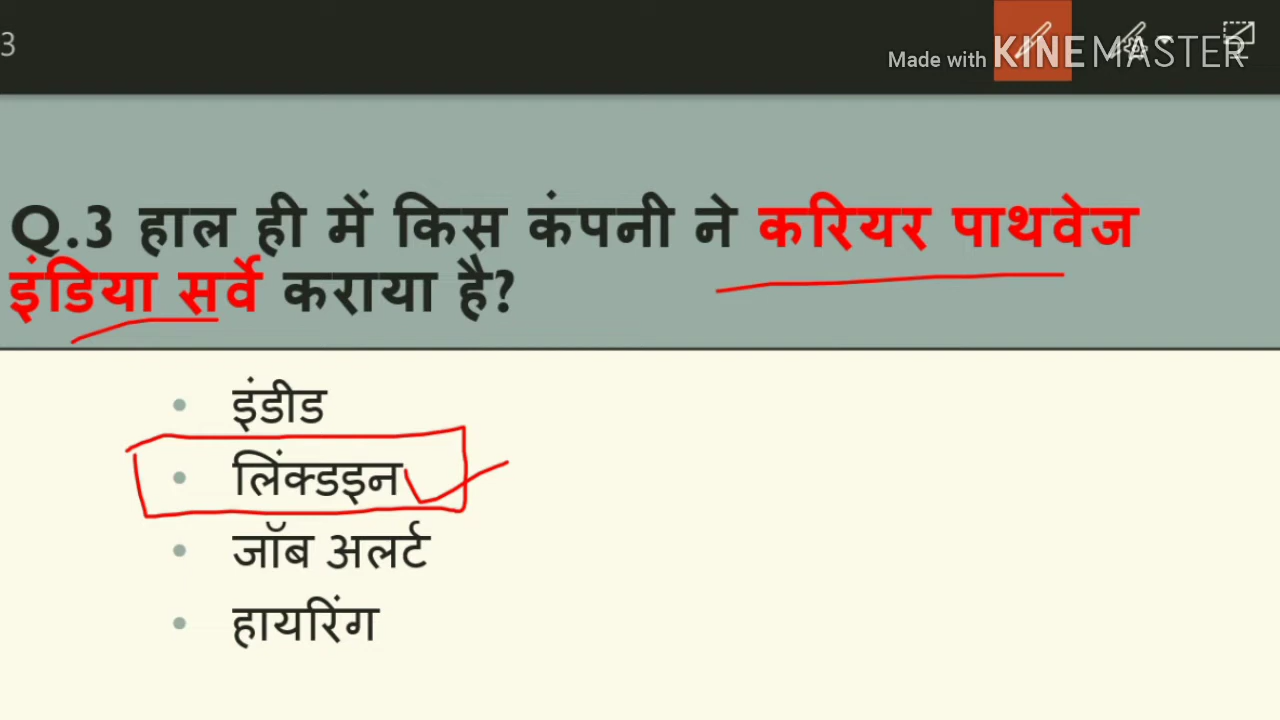 3
Made with KINEMASTER
Q.3 हाल ही में किस कंपनी ने करियर पाथवेज
इंडिया सर्वे कराया है?
• इंडीड
• लिंक्डइन
• जॉब अलर्ट
• हायरिंग